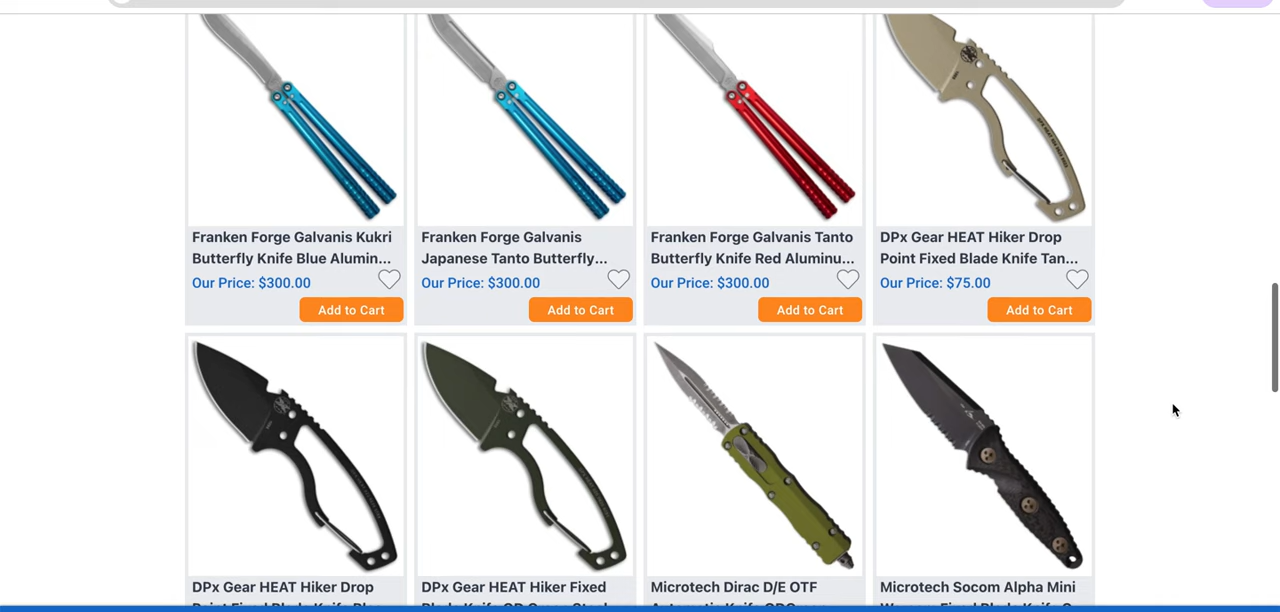 Franken Forge Galvanis Kukri
Butterfly Knife Blue Alumin...
Our Price: $300.00
Add to Cart
Franken Forge Galvanis
Japanese Tanto Butterfly...
Our Price: $300.00
Add to Cart
Franken Forge Galvanis Tanto
Butterfly Knife Red Aluminu...
Our Price: $300.00
Add to Cart
DPx Gear HEAT Hiker Drop
Point Fixed Blade Knife Tan...
Our Price: $75.00
Add to Cart
DPx Gear HEAT Hiker Drop
DPx Gear HEAT Hiker Fixed
Microtech Dirac D/E OTF
Microtech Socom Alpha Mini